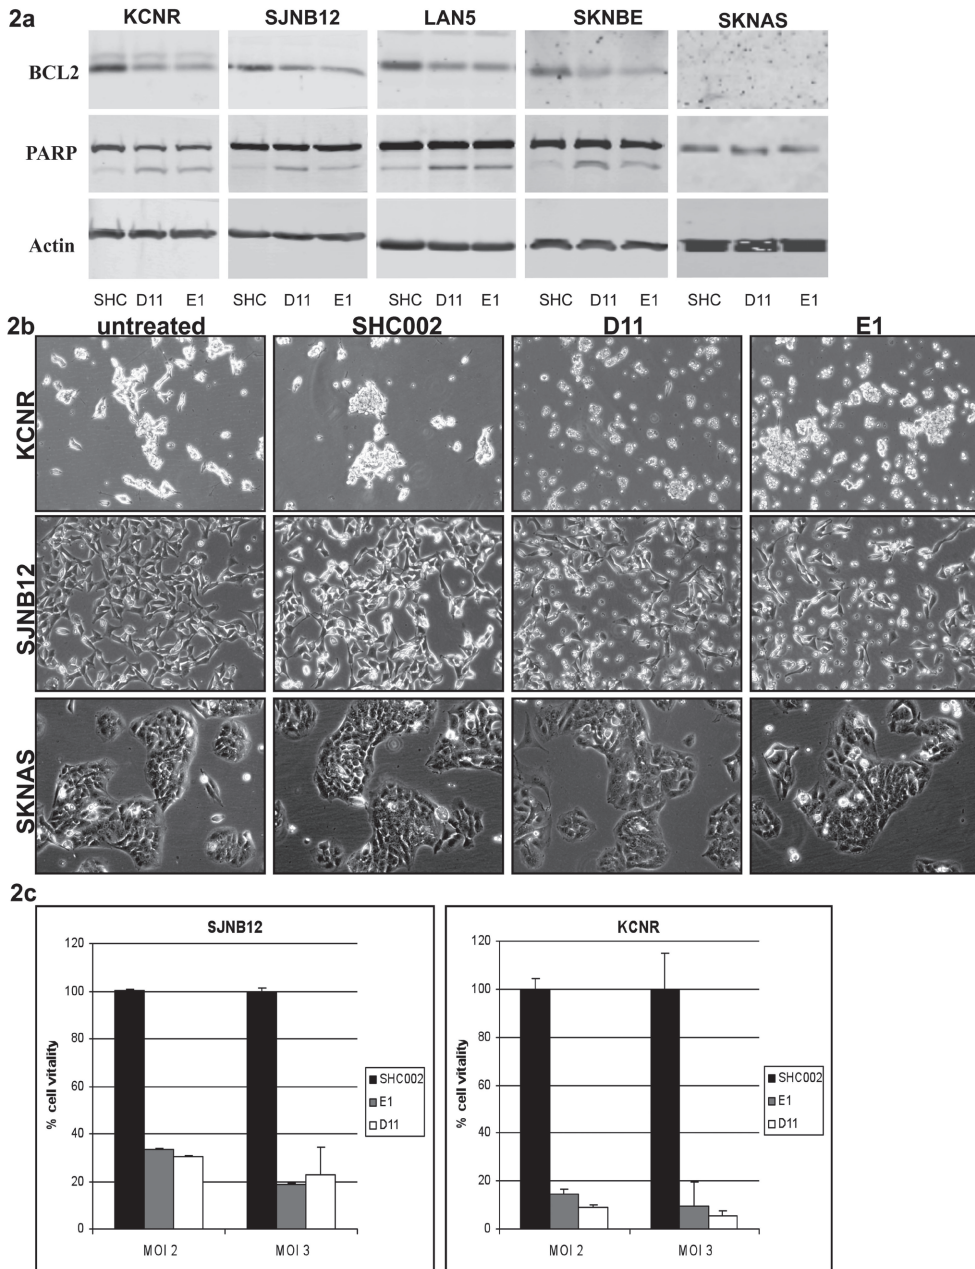 2a
KCNR SJNB12 LAN5 SKNBE SKNAS
BCL2
PARP
Actin
SHC D11 E1 SHC D11 E1 SHC D11 E1 SHC D11 E1 SHC D11 E1
2b
untreated SHC002 D11 E1
KCNR
SJNB12
SKNAS
2c
SJNB12
% cell vitality
120
100
80
60
40
20
0
MOI 2 MOI 3
SHC002
E1
D11
KCNR
% cell vitality
120
100
80
60
40
20
0
MOI 2 MOI 3
SHC002
E1
D11